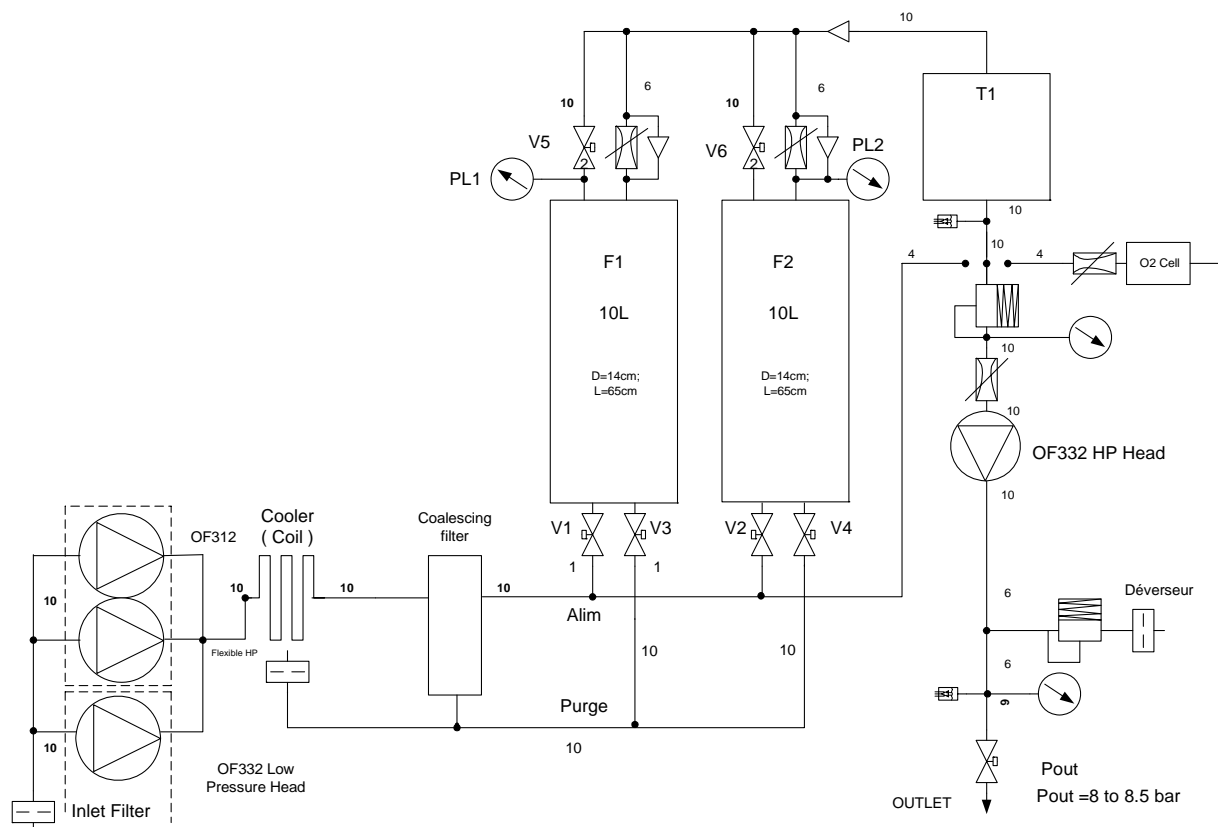 10
T1
6
10
6
10
V5
V6
2
2
PL1
PL2
10
10
4
4
O2 Cell
F1
10L
D=14cm;
L=65cm
F2
10L
D=14cm;
L=65cm
10
10
OF332 HP Head
10
V1
V3
V2
V4
1
1
Cooler
( Coil )
Coalescing
filter
OF312
10
10
10
10
Alim
Flexible HP
10
10
Purge
10
10
OF332 Low
Pressure Head
Inlet Filter
6
Déverseur
6
6
Pout
Pout =8 to 8.5 bar
OUTLET